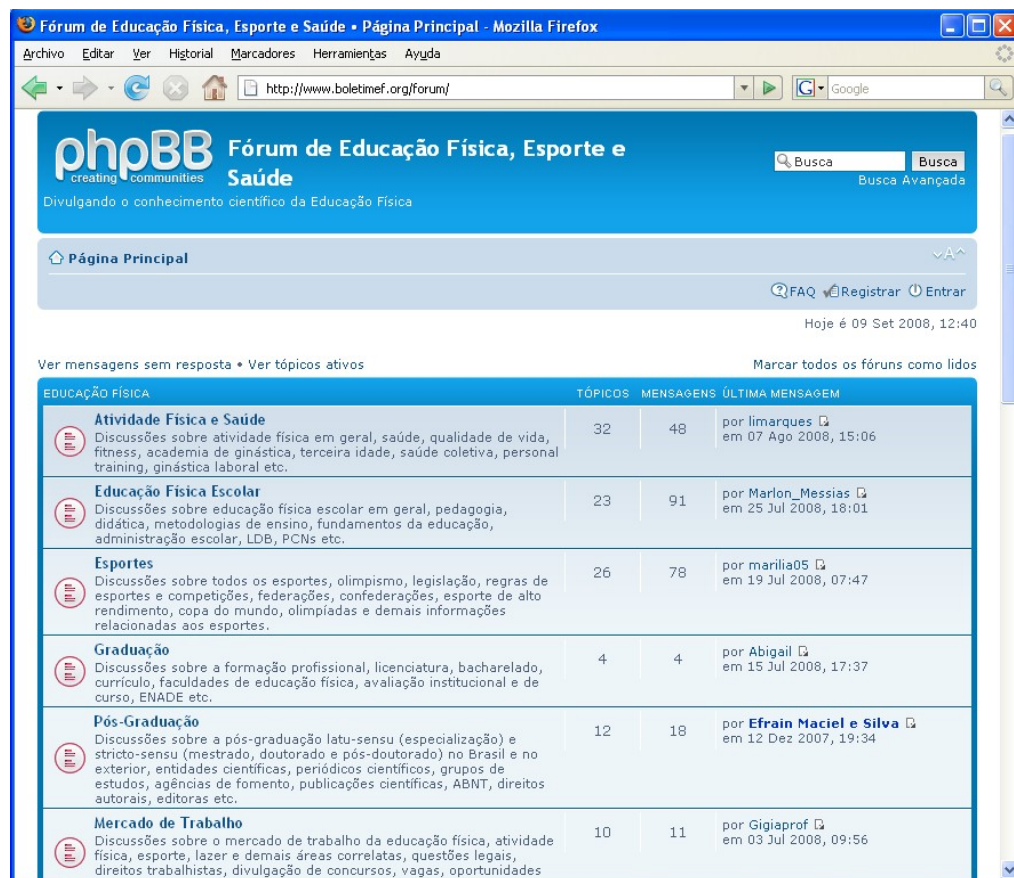 Fórum de Educação Física, Esporte e Saúde • Página Principal - Mozilla Firefox
Archivo Editar Ver Historial Marcadores Herramientas Ayuda
http://www.boletimef.org/forum/
G Google
phpBB
creating communities
Fórum de Educação Física, Esporte e
Saúde
Divulgando o conhecimento científico da Educação Física
Busca Busca
Busca Avançada
Página Principal
A
FAQ Registrar Entrar
Hoje é 09 Set 2008, 12:40
Ver mensagens sem resposta • Ver tópicos ativos Marcar todos os fóruns como lidos
EDUCAÇÃO FÍSICA TÓPICOS MENSAGENS ÚLTIMA MENSAGEM
Atividade Física e Saúde
Discussões sobre atividade física em geral, saúde, qualidade de vida,
fitness, academia de ginástica, terceira idade, saúde coletiva, personal
training, ginástica laboral etc.
32 48 por limarques
em 07 Ago 2008, 15:06
Educação Física Escolar
Discussões sobre educação física escolar em geral, pedagogia,
didática, metodologias de ensino, fundamentos da educação,
administração escolar, LDB, PCNs etc.
23 91 por Marlon_Messias
em 25 Jul 2008, 18:01
Esportes
Discussões sobre todos os esportes, olimpismo, legislação, regras de
esportes e competições, federações, confederações, esporte de alto
rendimento, copa do mundo, olimpíadas e demais informações
relacionadas aos esportes.
26 78 por marilia05
em 19 Jul 2008, 07:47
Graduação
Discussões sobre a formação profissional, licenciatura, bacharelado,
currículo, faculdades de educação física, avaliação institucional e de
curso, ENADE etc.
4 4 por Abigail
em 15 Jul 2008, 17:37
Pós-Graduação
Discussões sobre a pós-graduação latu-sensu (especialização) e
stricto-sensu (mestrado, doutorado e pós-doutorado) no Brasil e no
exterior, entidades científicas, periódicos científicos, grupos de
estudos, agências de fomento, publicações científicas, ABNT, direitos
autorais, editoras etc.
12 18 por Efrain Maciel e Silva
em 12 Dez 2007, 19:34
Mercado de Trabalho
Discussões sobre o mercado de trabalho da educação física, atividade
física, esporte, lazer e demais áreas correlatas, questões legais,
direitos trabalhistas, divulgação de concursos, vagas, oportunidades
10 11 por Gigiaprof
em 03 Jul 2008, 09:56